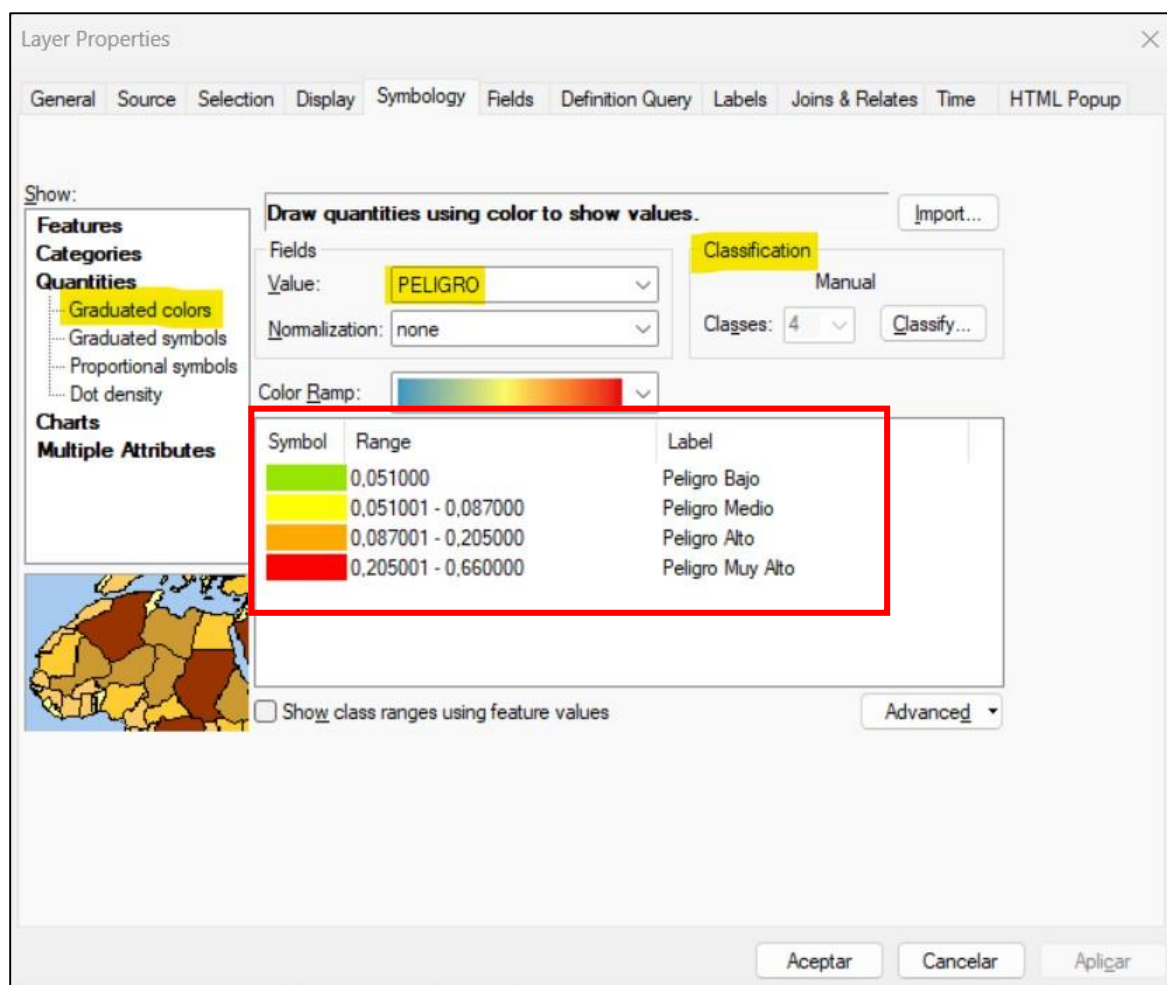 Layer Properties
General Source Selection Display Symbology Fields Definition Query Labels Joins & Relates Time HTML Popup
Show:
Features
Categories
Quantities
Graduated colors
Graduated symbols
Proportional symbols
Dot density
Charts
Multiple Attributes
Draw quantities using color to show values.
Import...
Fields
Value: PELIGRO
Normalization: none
Classification
Manual
Classes: 4 Classify...
Color Ramp:
Symbol Range Label
0,051000 Peligro Bajo
0,051001 - 0,087000 Peligro Medio
0,087001 - 0,205000 Peligro Alto
0,205001 - 0,660000 Peligro Muy Alto
Show class ranges using feature values
Advanced
Aceptar Cancelar Aplicar